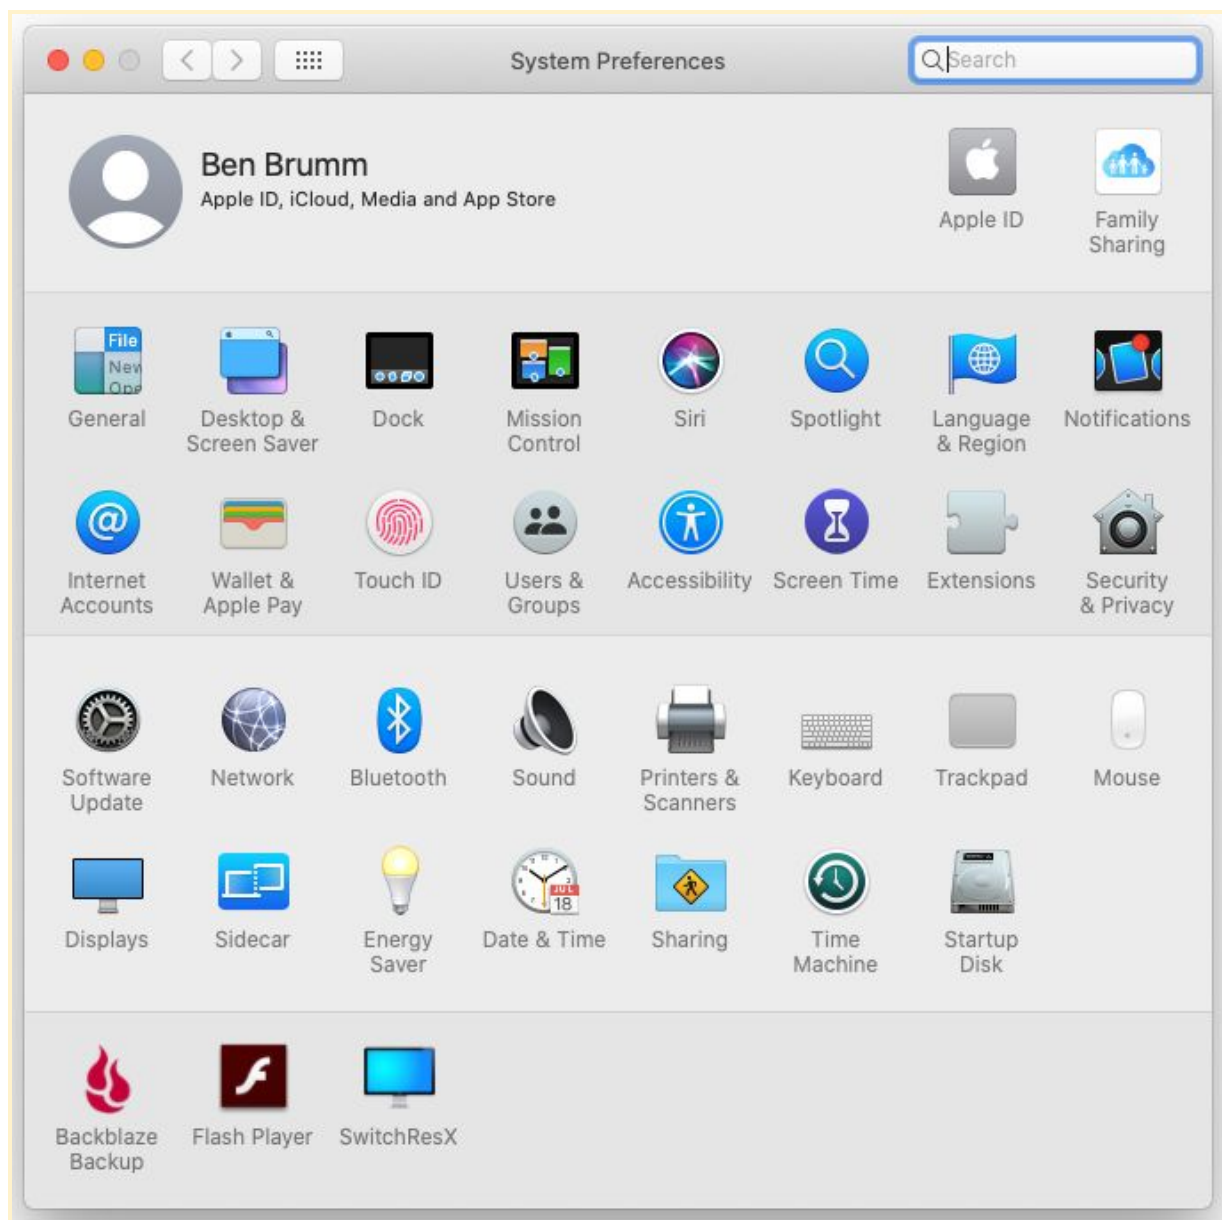 System Preferences
Search
Ben Brumm
Apple ID, iCloud, Media and App Store
Apple ID
Family
Sharing
File
New
Ope
General
Desktop &
Screen Saver
Dock
Mission
Control
Siri
Spotlight
Language
& Region
Notifications
@
Internet
Accounts
Wallet &
Apple Pay
Touch ID
Users &
Groups
Accessibility
Screen Time
Extensions
Security
& Privacy
Software
Update
Network
Bluetooth
Sound
Printers &
Scanners
Keyboard
Trackpad
Mouse
Displays
Sidecar
Energy
Saver
JUL
18
Date & Time
Sharing
Time
Machine
Startup
Disk
Backblaze
Backup
Flash Player
SwitchResX